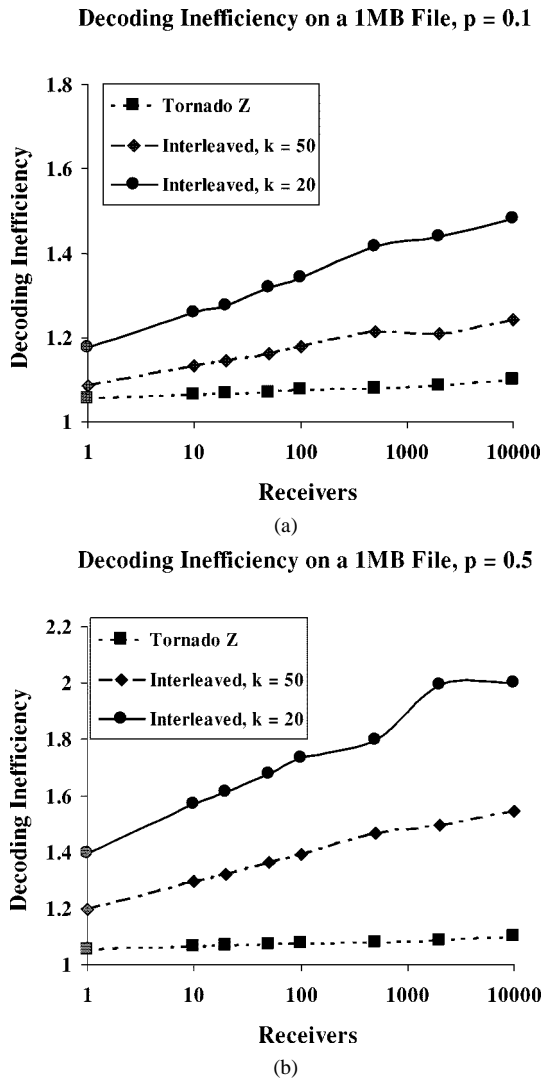 Decoding Inefficiency on a 1MB File, p = 0.1
1.8
1.6
1.4
1.2
1
Decoding Inefficiency
Tornado Z
Interleaved, k = 50
Interleaved, k = 20
1 10 100 1000 10000
Receivers
(a)
Decoding Inefficiency on a 1MB File, p = 0.5
2.2
2
1.8
1.6
1.4
1.2
1
Decoding Inefficiency
Tornado Z
Interleaved, k = 50
Interleaved, k = 20
1 10 100 1000 10000
Receivers
(b)